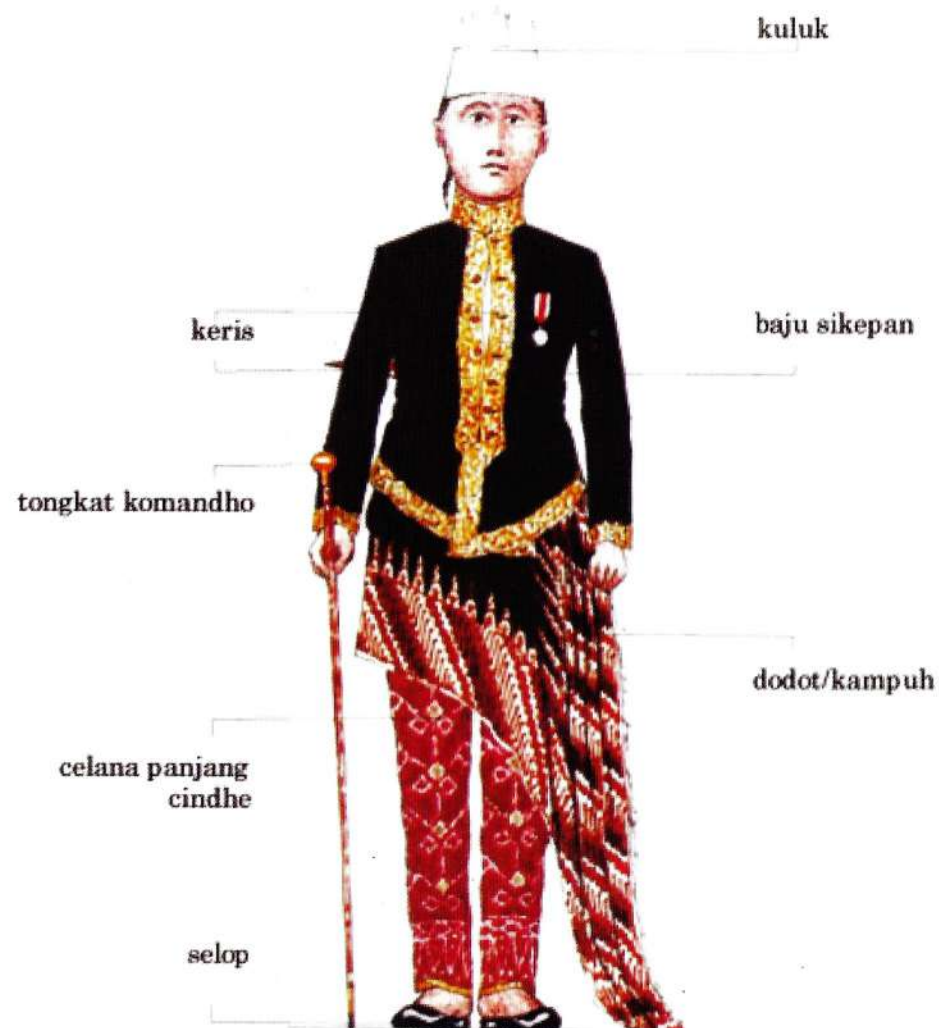 kuluk
keris
baju sikepan
tongkat komandho
dodot/kampuh
celana panjang
cindhe
selop